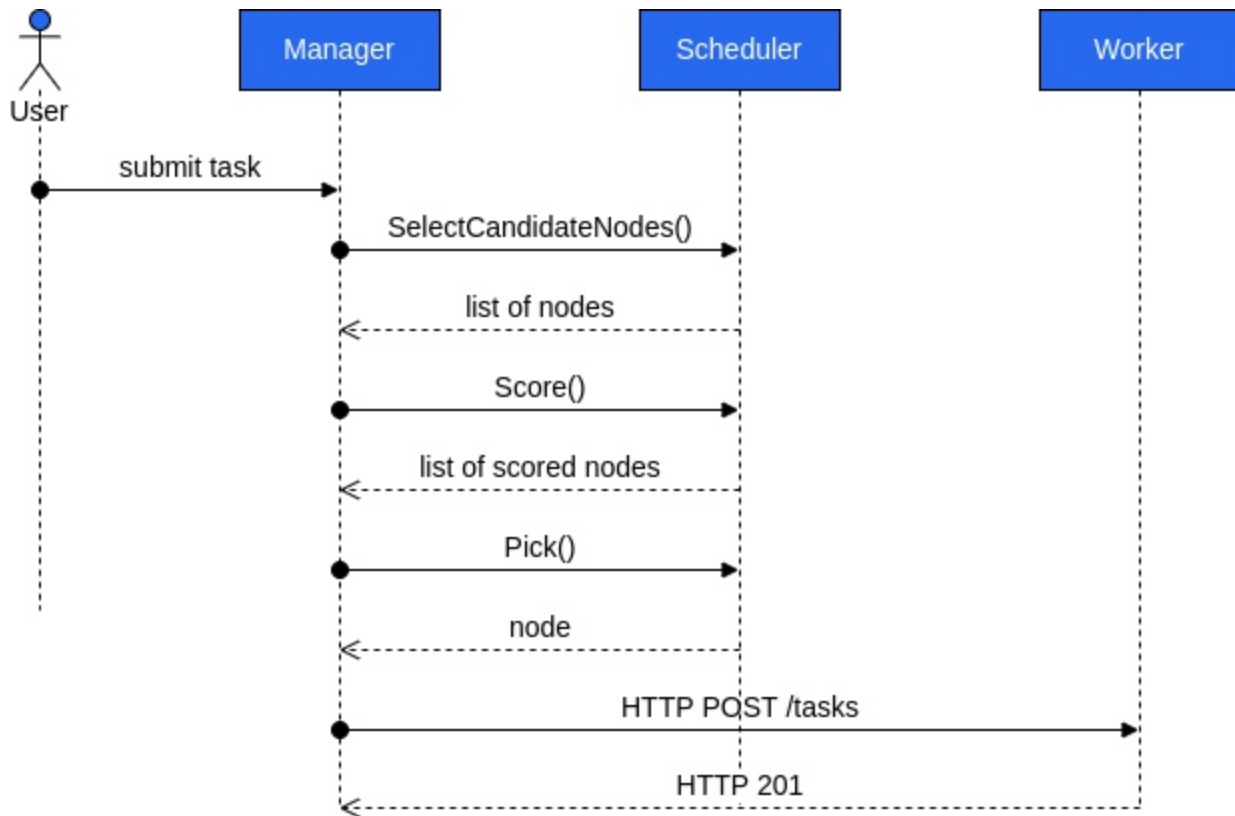 Manager
Scheduler
Worker
User
submit task
SelectCandidateNodes()
list of nodes
Score()
list of scored nodes
Pick()
node
HTTP POST /tasks
HTTP 201